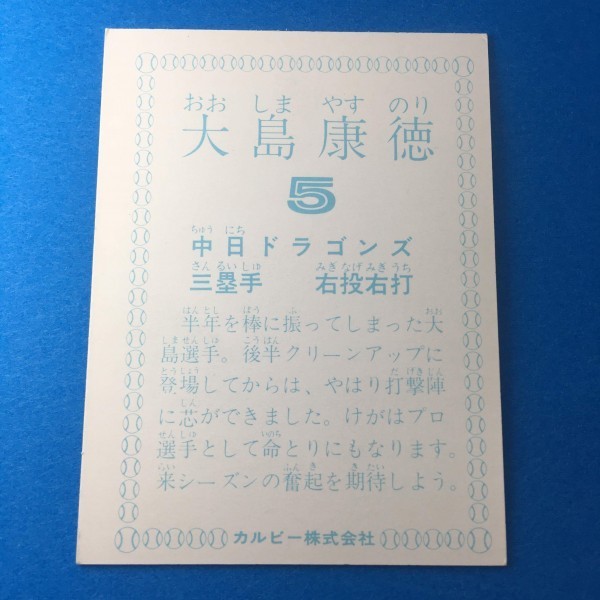 おお しま やす のり
大島康徳
5
ちゅう にち
中日ドラゴンズ
さん るい しゅ みぎ なげ みぎ うち
三塁手 右投右打
はん とし ぼう ふ おお
半年を棒に振ってしまった大
しま せん しゅ こう はん
島選手。後半クリーンアップに
とう じょう だ げき じん
登場してからは、やはり打撃陣
しん
に芯ができました。けがはプロ
せん しゅ いのち
選手として命とりにもなります。
らい ふん き き たい
来シーズンの奮起を期待しよう。
カルビー株式会社